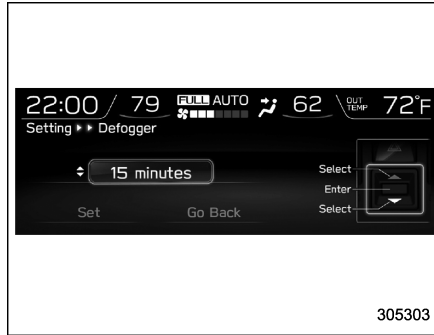 22:00 / 79 FULL AUTO 62 OUT TEMP 72°F
Setting ▸▸ Defogger
15 minutes
Select
Enter
Set Go Back Select
305303